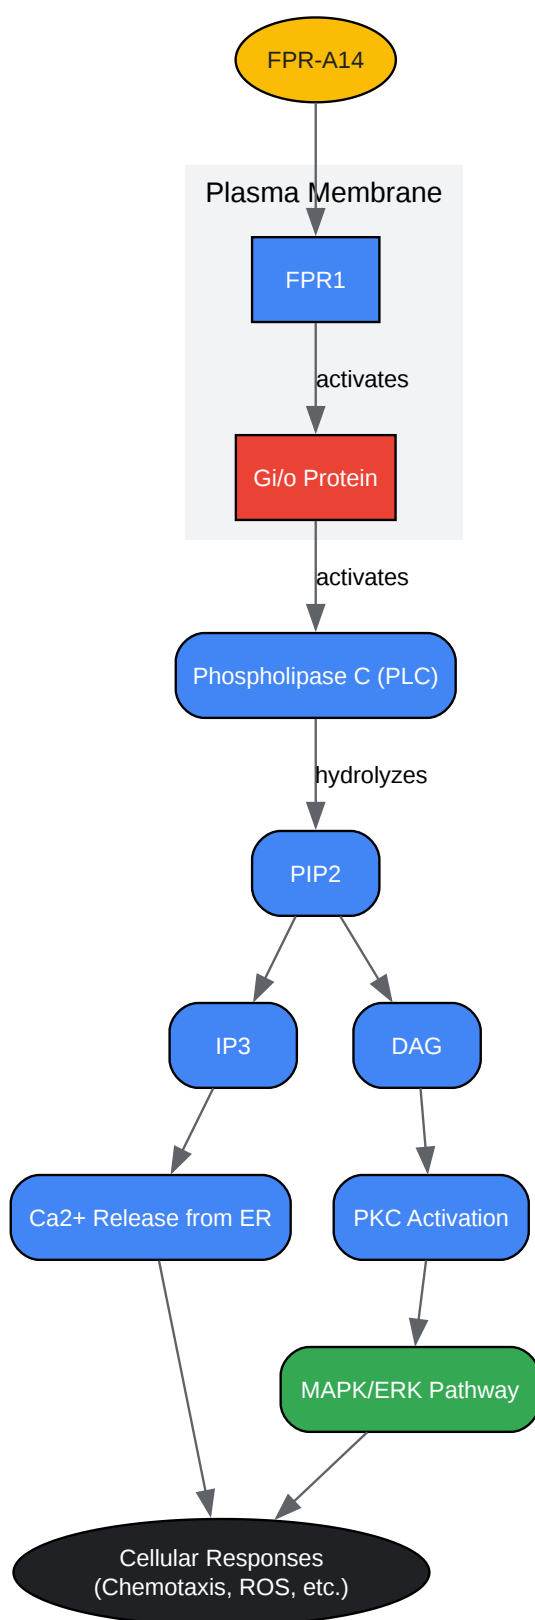 FPR-A14
Plasma Membrane
FPR1
activates
Gi/o Protein
activates
Phospholipase C (PLC)
hydrolyzes
PIP2
IP3
DAG
Ca2+ Release from ER
PKC Activation
MAPK/ERK Pathway
Cellular Responses
(Chemotaxis, ROS, etc.)